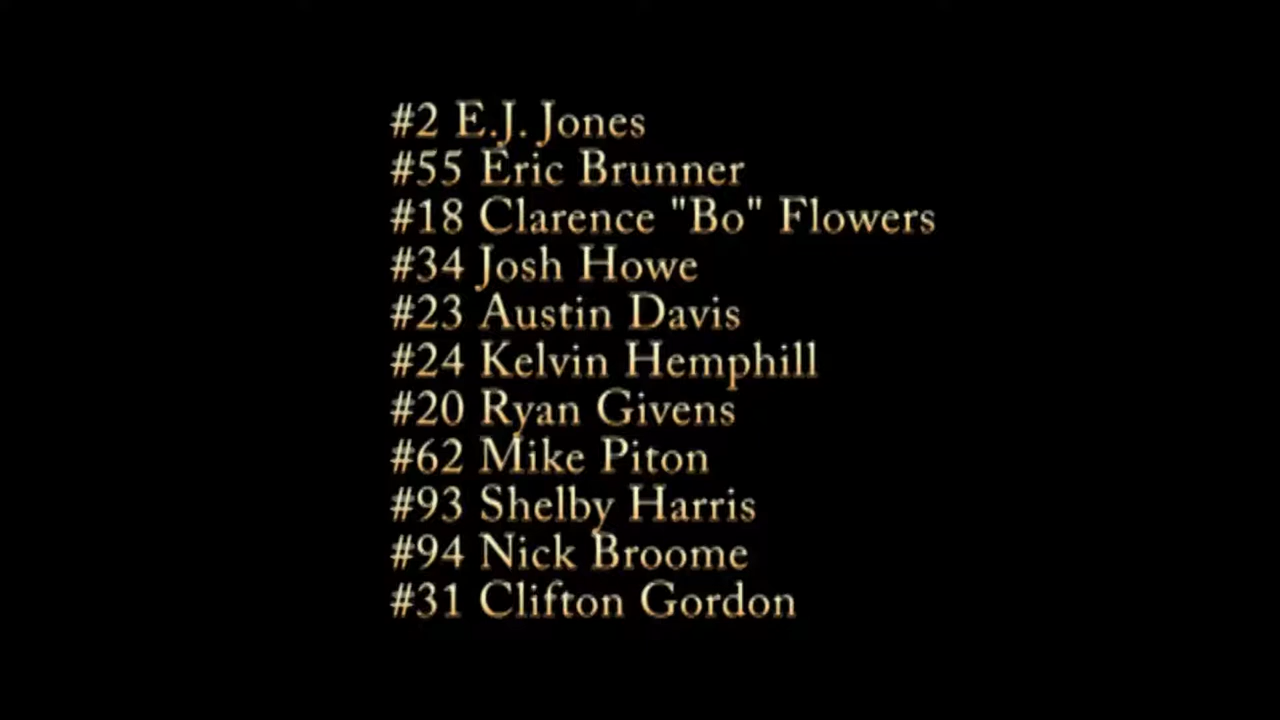 #2 E.J. Jones
#55 Eric Brunner
#18 Clarence "Bo" Flowers
#34 Josh Howe
#23 Austin Davis
#24 Kelvin Hemphill
#20 Ryan Givens
#62 Mike Piton
#93 Shelby Harris
#94 Nick Broome
#31 Clifton Gordon